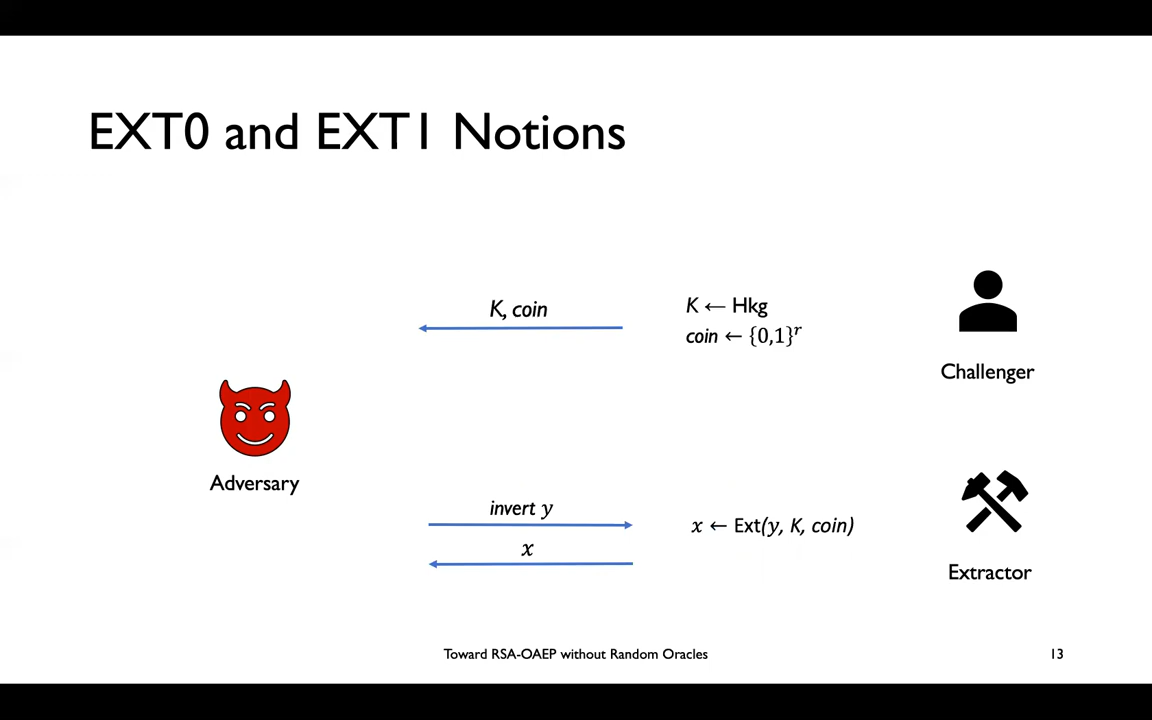 EXT0 and EXT1 Notions
K, coin
K ← Hkg
coin ← {0,1}ʳ
Challenger
Adversary
invert y
x ← Ext(y, K, coin)
x
Extractor
Toward RSA-OAEP without Random Oracles
13